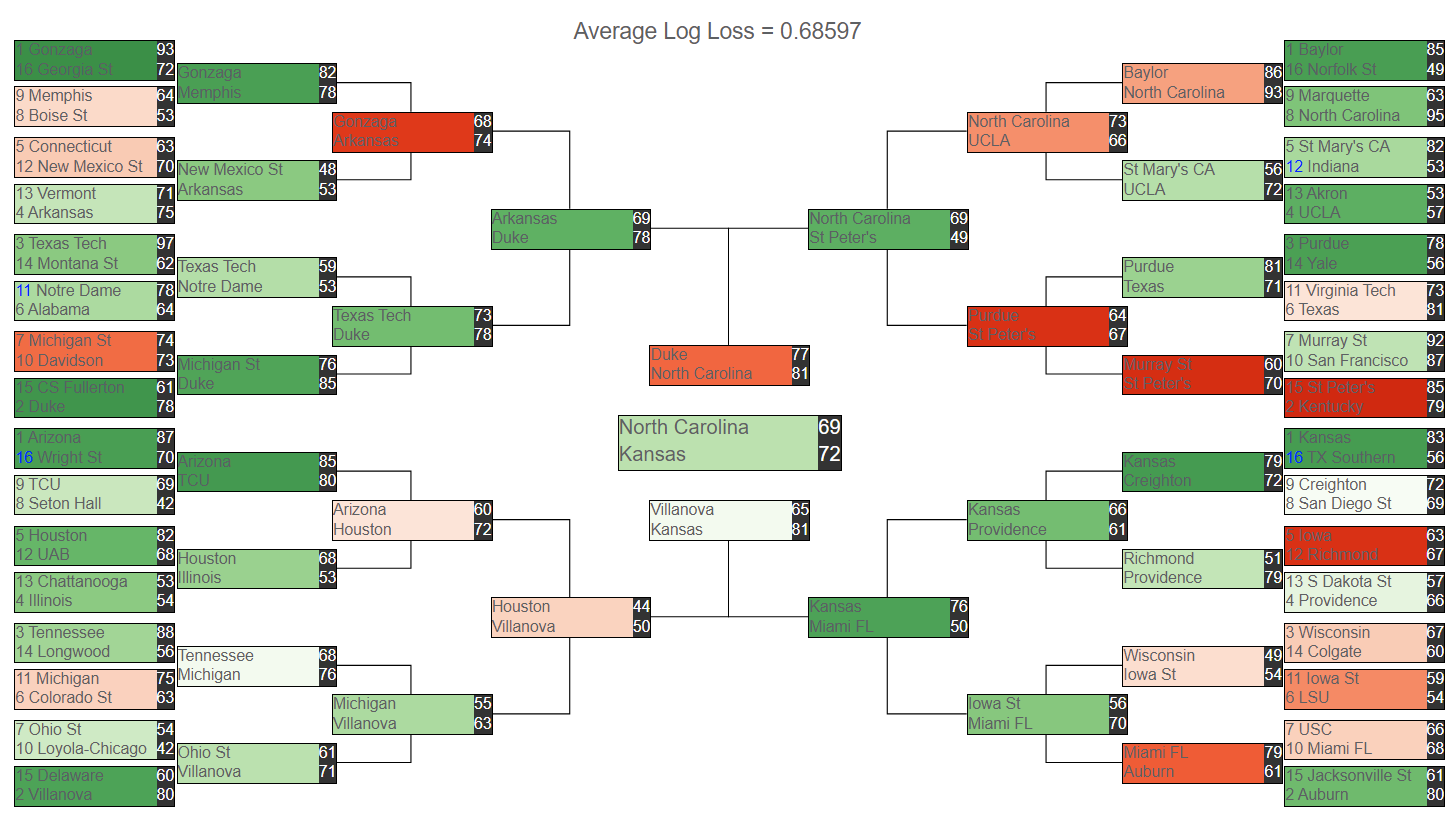 Average Log Loss = 0.68597
1 Gonzaga 93
16 Georgia St 72
9 Memphis 64
8 Boise St 53
5 Connecticut 63
12 New Mexico St 70
13 Vermont 71
4 Arkansas 75
3 Texas Tech 97
14 Montana St 62
11 Notre Dame 78
6 Alabama 64
7 Michigan St 74
10 Davidson 73
15 CS Fullerton 61
2 Duke 78
1 Arizona 87
16 Wright St 70
9 TCU 69
8 Seton Hall 42
5 Houston 82
12 UAB 68
13 Chattanooga 53
4 Illinois 54
3 Tennessee 88
14 Longwood 56
11 Michigan 75
6 Colorado St 63
7 Ohio St 54
10 Loyola-Chicago 42
15 Delaware 60
2 Villanova 80
Gonzaga 82
Memphis 78
New Mexico St 48
Arkansas 53
Texas Tech 59
Notre Dame 53
Michigan St 76
Duke 85
Arizona 85
TCU 80
Houston 68
Illinois 53
Tennessee 68
Michigan 76
Ohio St 61
Villanova 71
Gonzaga 68
Arkansas 74
Texas Tech 73
Duke 78
Arizona 60
Houston 72
Michigan 55
Villanova 63
Arkansas 69
Duke 78
Houston 44
Villanova 50
Duke 77
North Carolina 81
North Carolina 69
Kansas 72
Villanova 65
Kansas 81
North Carolina 69
St Peter's 49
Kansas 76
Miami FL 50
North Carolina 73
UCLA 66
Purdue 64
St Peter's 67
Kansas 66
Providence 61
Iowa St 56
Miami FL 70
Baylor 86
North Carolina 93
St Mary's CA 56
UCLA 72
Purdue 81
Texas 71
Murray St 60
St Peter's 70
Kansas 79
Creighton 72
Richmond 51
Providence 79
Wisconsin 49
Iowa St 54
Miami FL 79
Auburn 61
1 Baylor 85
16 Norfolk St 49
9 Marquette 63
8 North Carolina 95
5 St Mary's CA 82
12 Indiana 53
13 Akron 53
4 UCLA 57
3 Purdue 78
14 Yale 56
11 Virginia Tech 73
6 Texas 81
7 Murray St 92
10 San Francisco 87
15 St Peter's 85
2 Kentucky 79
1 Kansas 83
16 TX Southern 56
9 Creighton 72
8 San Diego St 69
5 Iowa 63
12 Richmond 67
13 S Dakota St 57
4 Providence 66
3 Wisconsin 67
14 Colgate 60
11 Iowa St 59
6 LSU 54
7 USC 66
10 Miami FL 68
15 Jacksonville St 61
2 Auburn 80